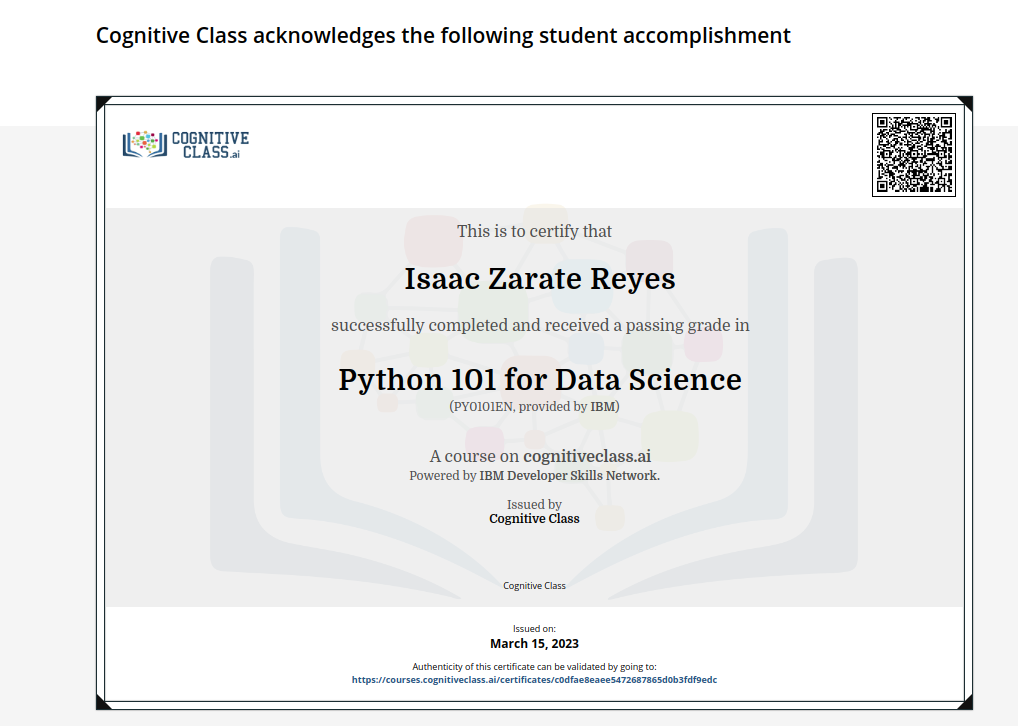 Cognitive Class acknowledges the following student accomplishment
COGNITIVE
CLASS.ai
This is to certify that
Isaac Zarate Reyes
successfully completed and received a passing grade in
Python 101 for Data Science
(PY0101EN, provided by IBM)
A course on cognitiveclass.ai
Powered by IBM Developer Skills Network.
Issued by
Cognitive Class
Cognitive Class
Issued on:
March 15, 2023
Authenticity of this certificate can be validated by going to:
https://courses.cognitiveclass.ai/certificates/c0dfae8eaee5472687865d0b3fdf9edc